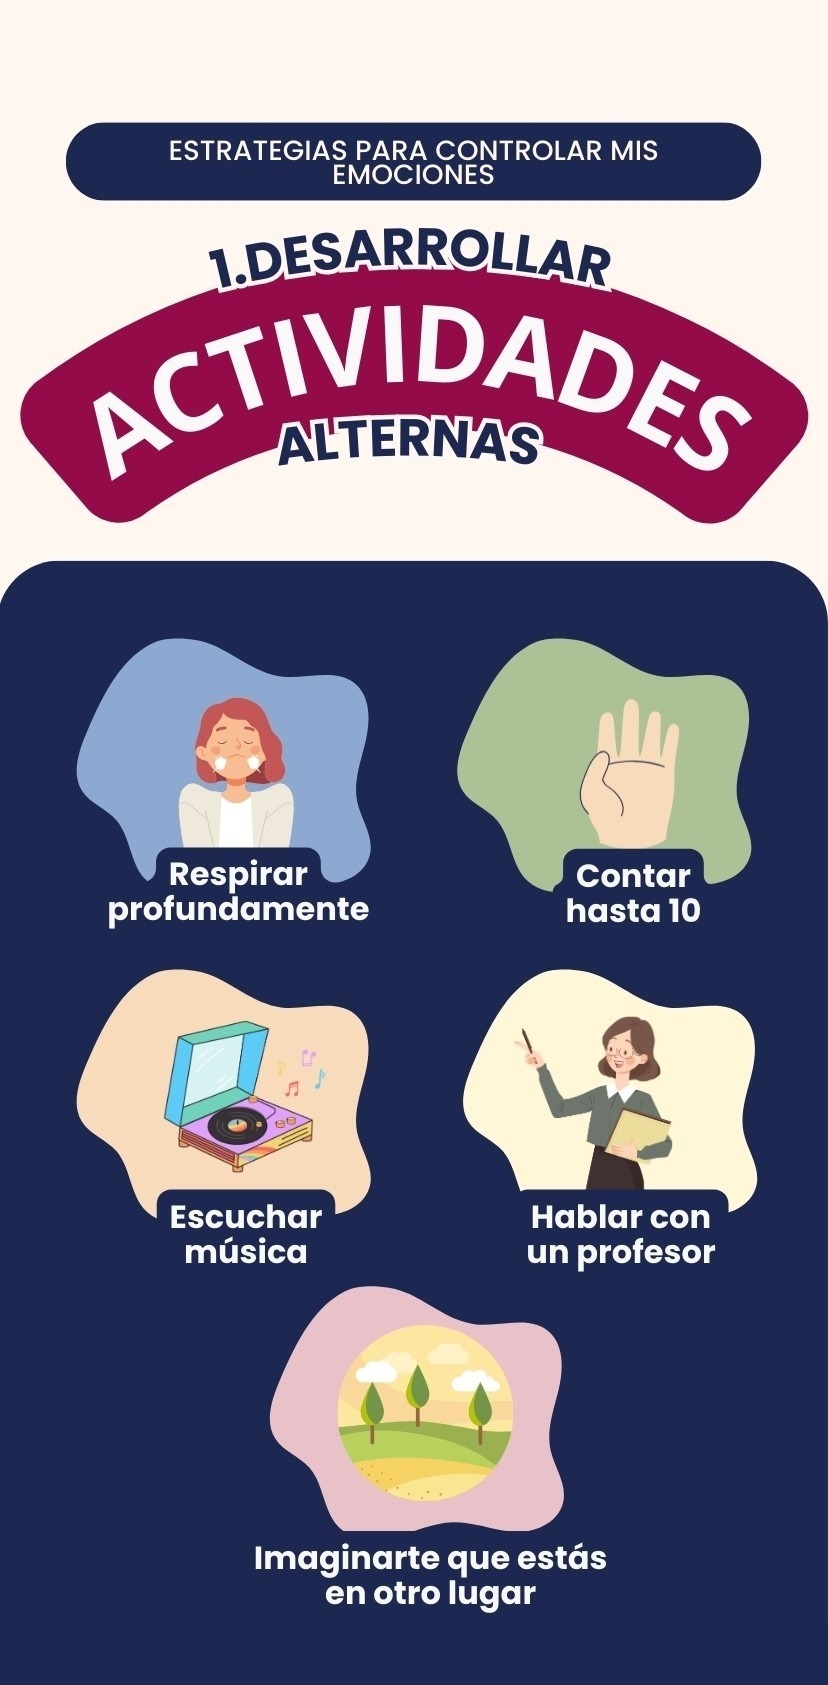 ESTRATEGIAS PARA CONTROLAR MIS
EMOCIONES
1.DESARROLLAR
ACTIVIDADES
ALTERNAS
Respirar
profundamente
Contar
hasta 10
Escuchar
música
Hablar con
un profesor
Imaginarte que estás
en otro lugar